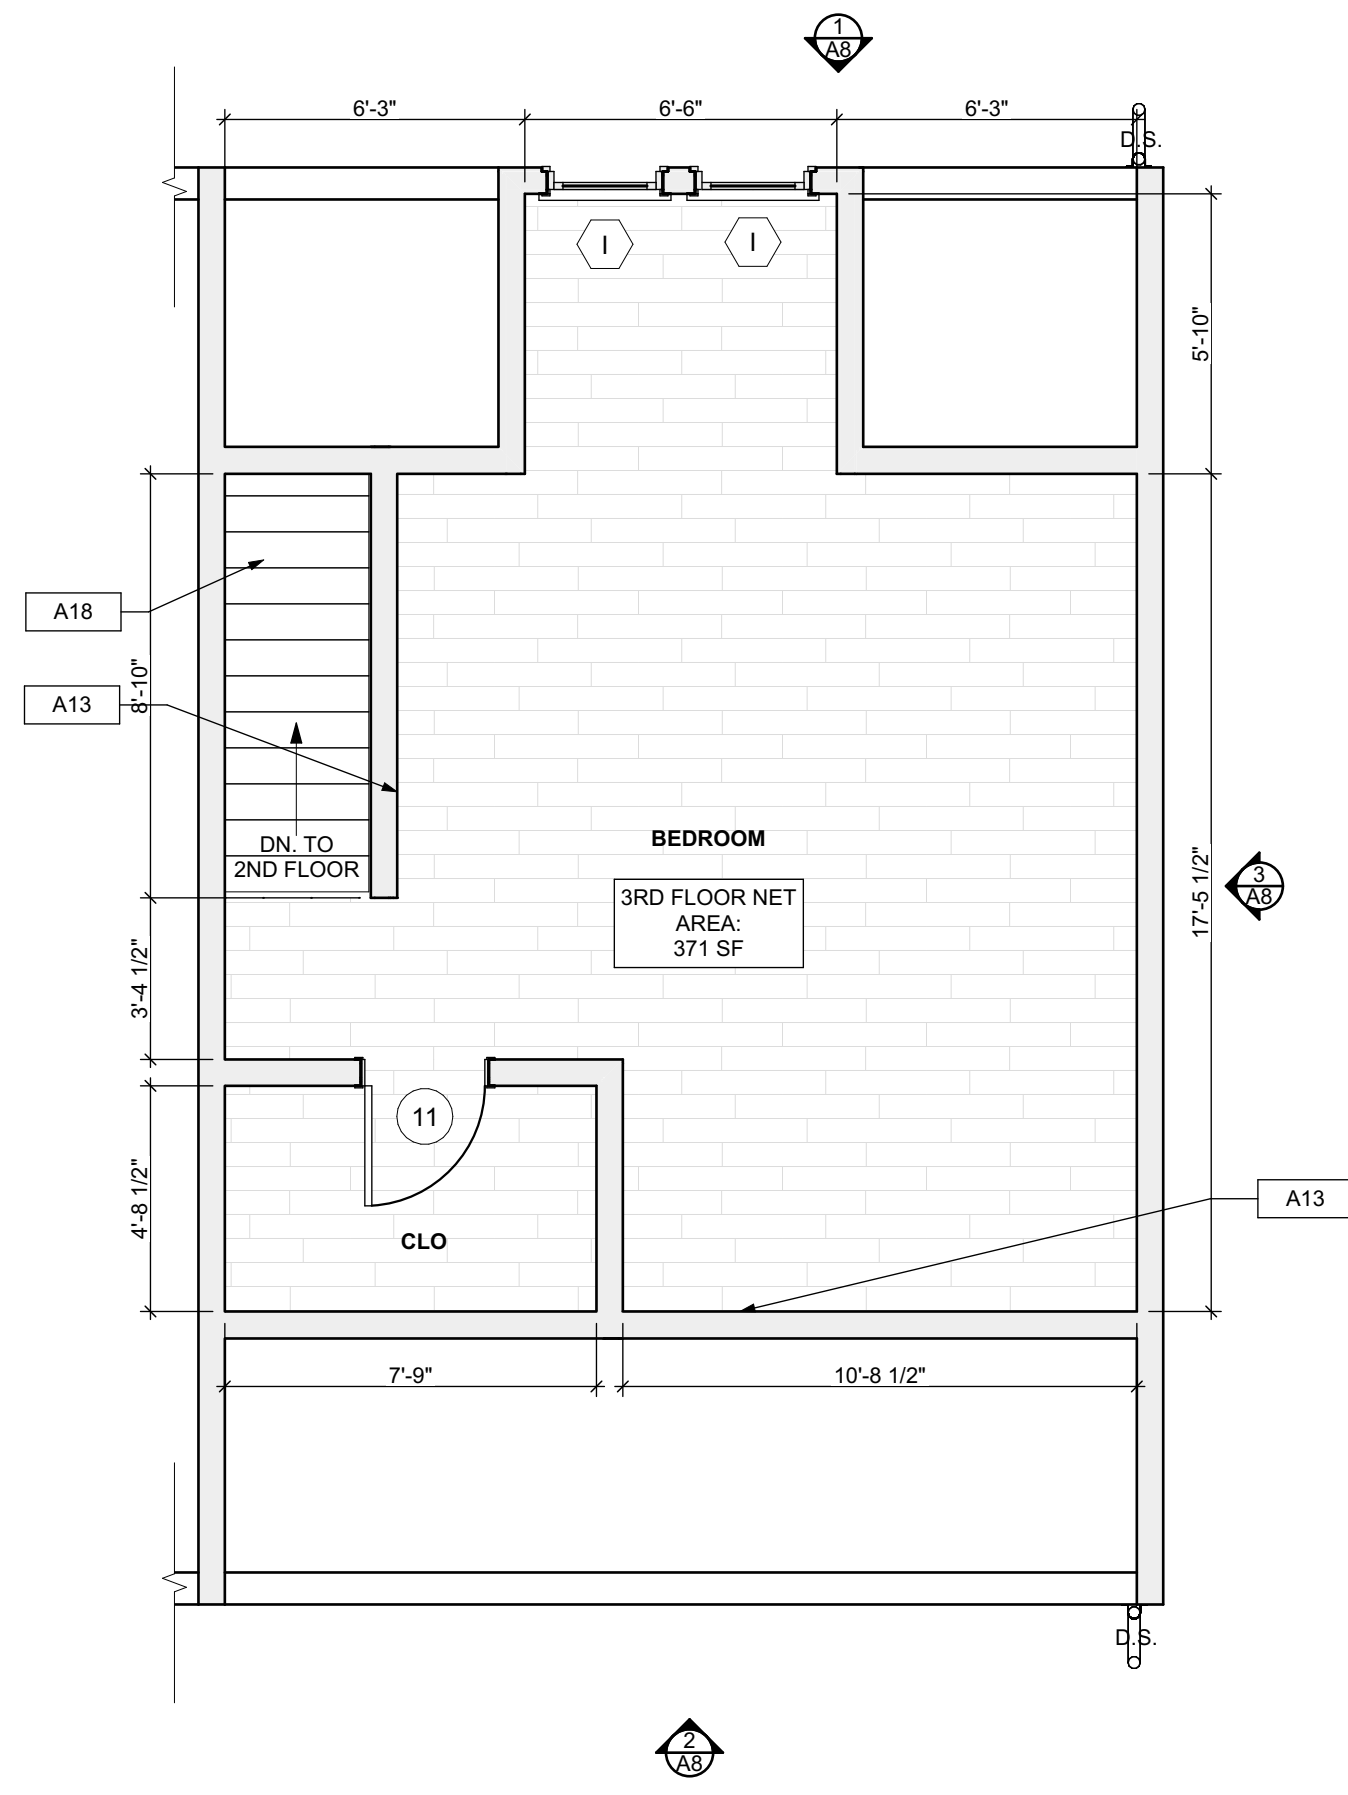 1
A8
6'-3"
6'-6"
6'-3"
D.S.
I
I
5'-10"
A18
8'-10"
A13
DN. TO
2ND FLOOR
BEDROOM
3RD FLOOR NET
AREA:
371 SF
17'-5 1/2"
3
A8
3'-4 1/2"
11
4'-8 1/2"
A13
CLO
7'-9"
10'-8 1/2"
D.S.
2
A8